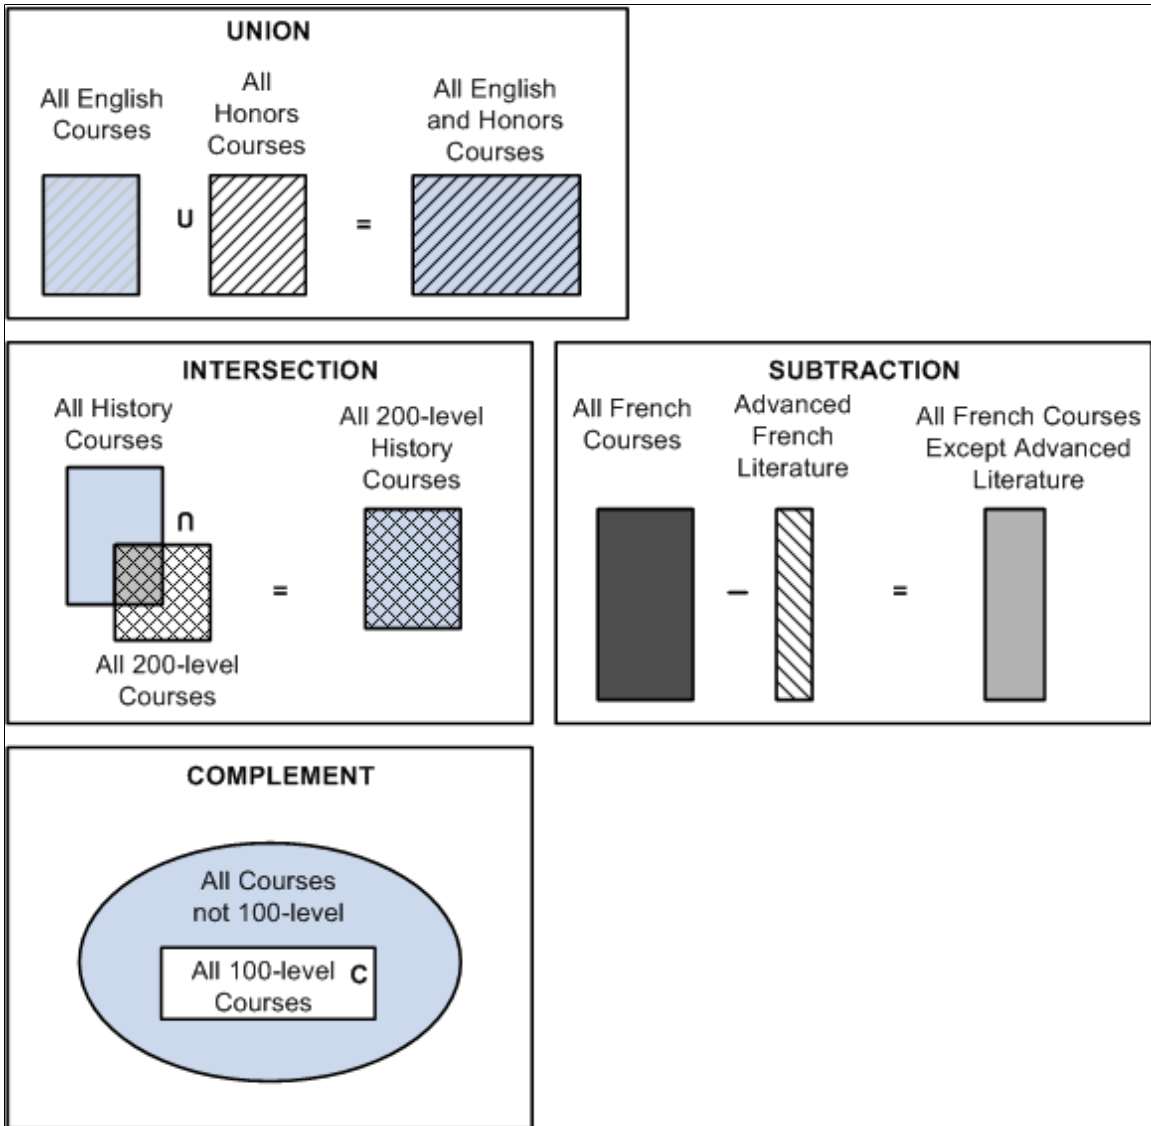 UNION
All English
Courses
All
Honors
Courses
All English
and Honors
Courses
U
=
INTERSECTION
All History
Courses
∩
All 200-level
Courses
=
All 200-level
History
Courses
SUBTRACTION
All French
Courses
Advanced
French
Literature
All French Courses
Except Advanced
Literature
–
=
COMPLEMENT
All Courses
not 100-level
All 100-level
Courses
C